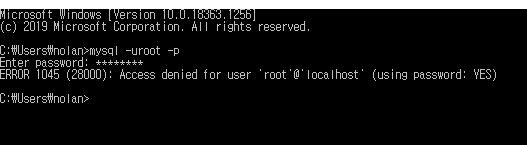 Microsoft Windows [Version 10.0.18363.1256]
(c) 2019 Microsoft Corporation. All rights reserved.
C:₩Users₩nolan>mysql -uroot -p
Enter password: ********
ERROR 1045 (28000): Access denied for user 'root'@'localhost' (using password: YES)
C:₩Users₩nolan>